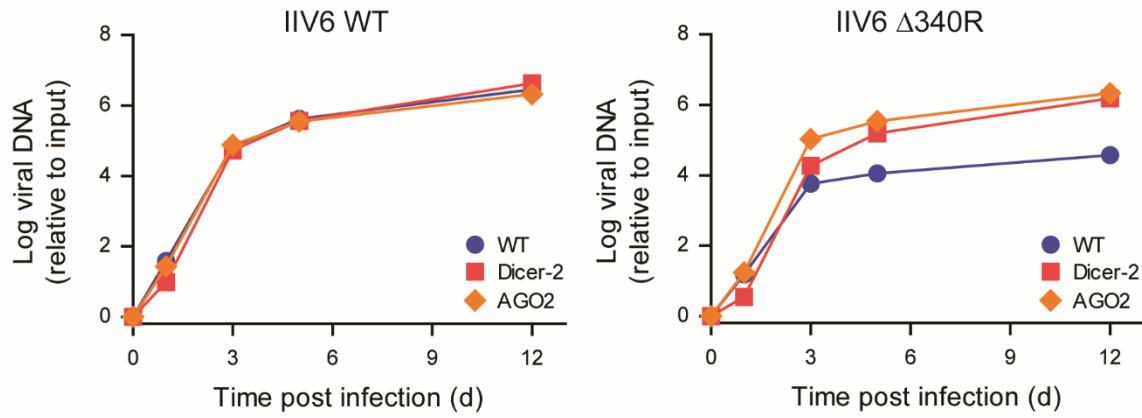 IIV6 WT
8
6
4
2
0
Log viral DNA
(relative to input)
WT
Dicer-2
AGO2
0 3 6 9 12
Time post infection (d)
IIV6 Δ340R
8
6
4
2
0
Log viral DNA
(relative to input)
WT
Dicer-2
AGO2
0 3 6 9 12
Time post infection (d)